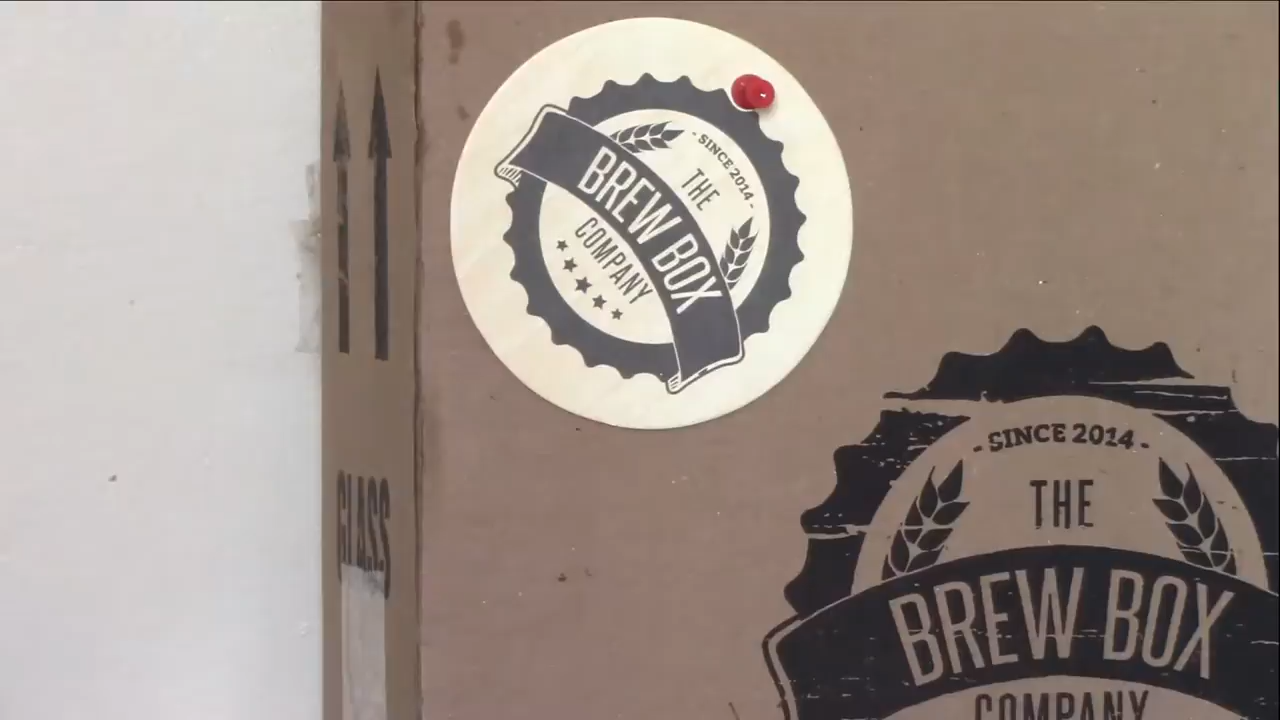 - SINCE 2014 -
THE
BREW BOX
COMPANY
GLASS
- SINCE 2014 -
THE
BREW BOX
COMPANY